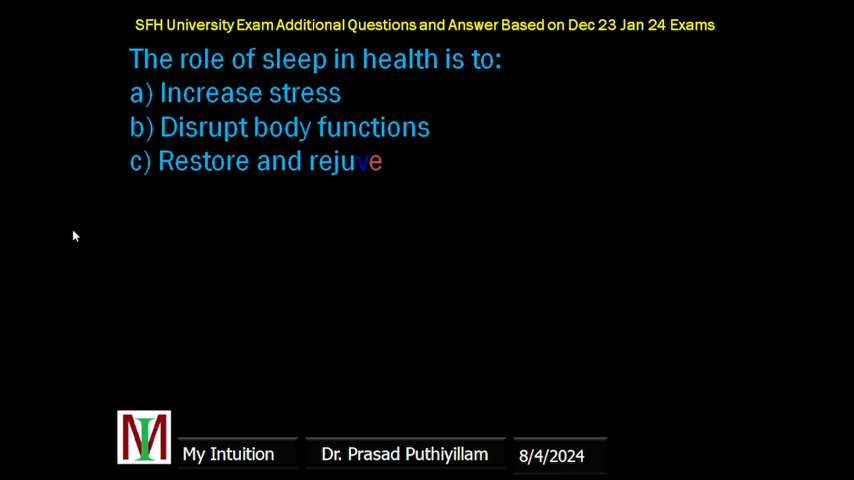 SFH University Exam Additional Questions and Answer Based on Dec 23 Jan 24 Exams
The role of sleep in health is to:
a) Increase stress
b) Disrupt body functions
c) Restore and rejuve
MI
My Intuition
Dr. Prasad Puthiyillam
8/4/2024